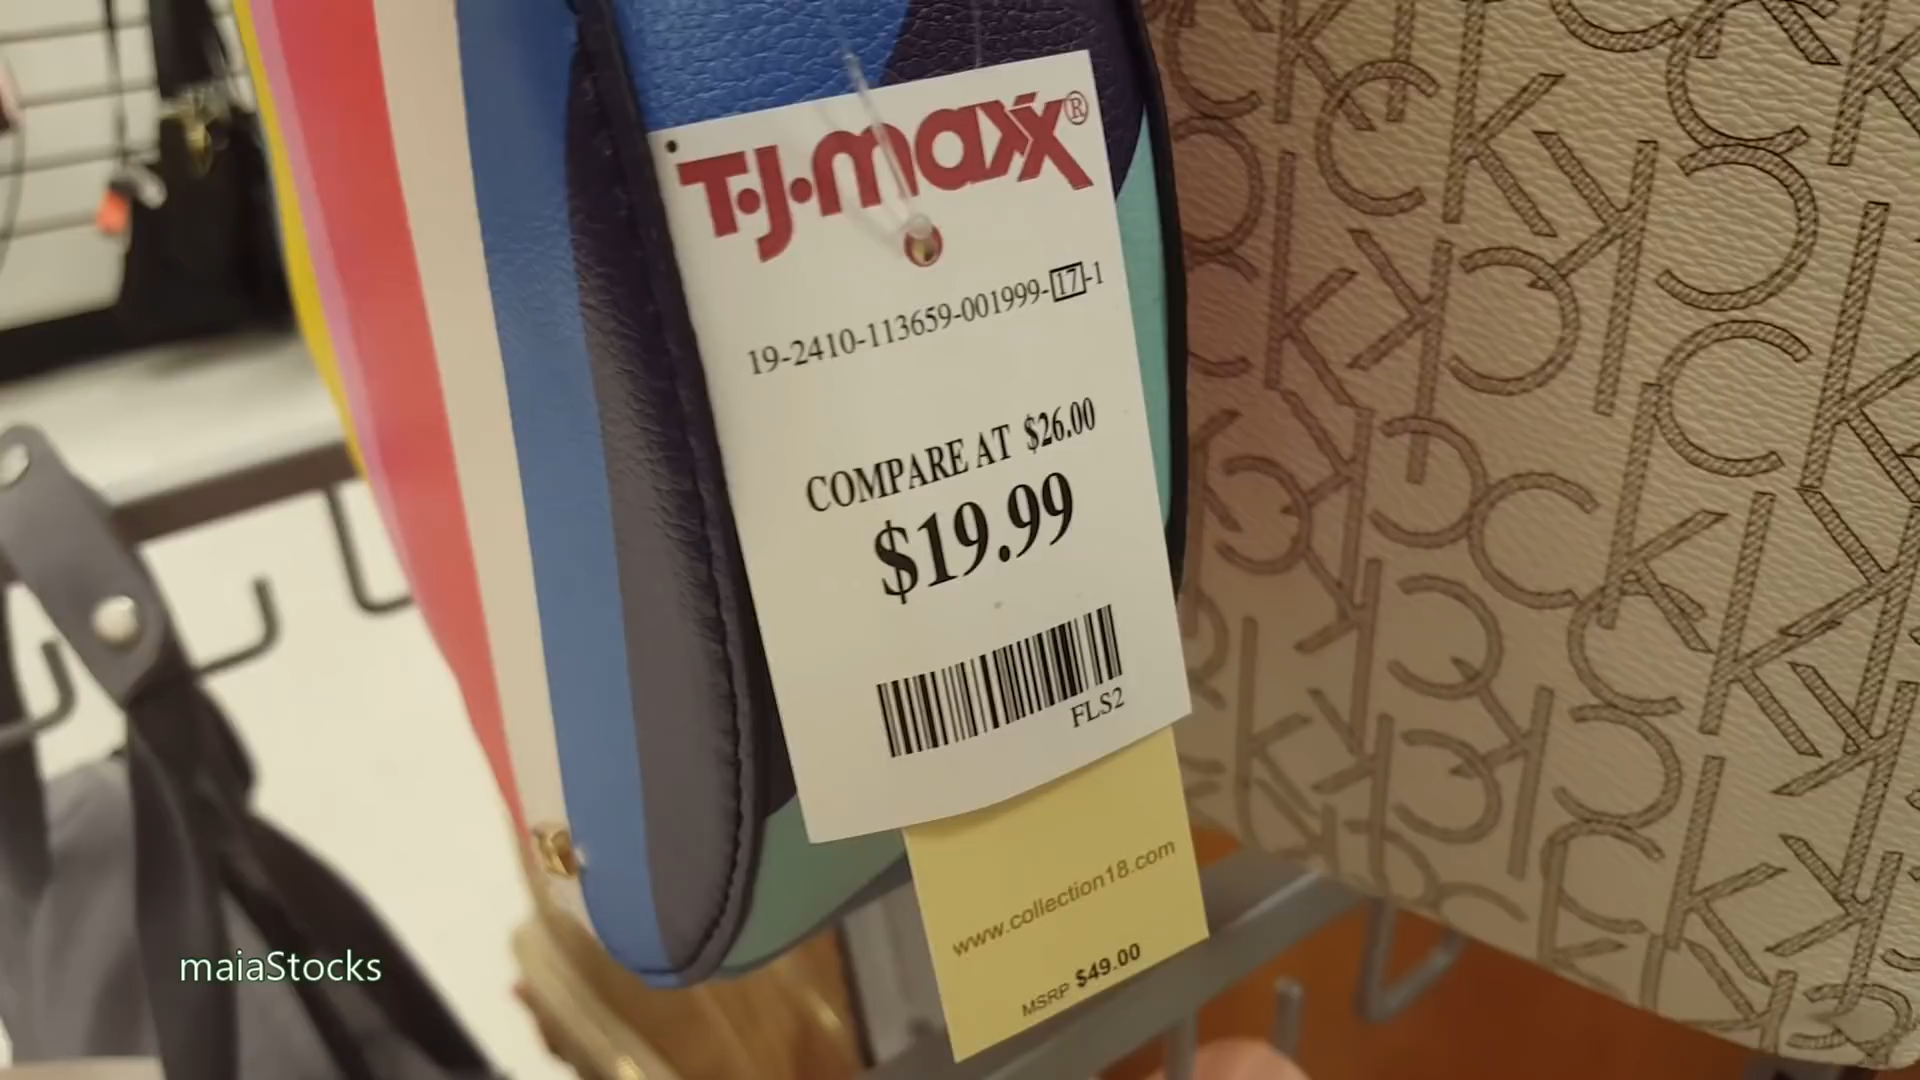 T·J·maxx®
19-2410-113659-001999-17-1
COMPARE AT $26.00
$19.99
FLS2
www.collection18.com
MSRP $49.00
maiaStocks